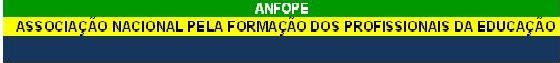 ANFOPE
ASSOCIAÇÃO NACIONAL PELA FORMAÇÃO DOS PROFISSIONAIS DA EDUCAÇÃO